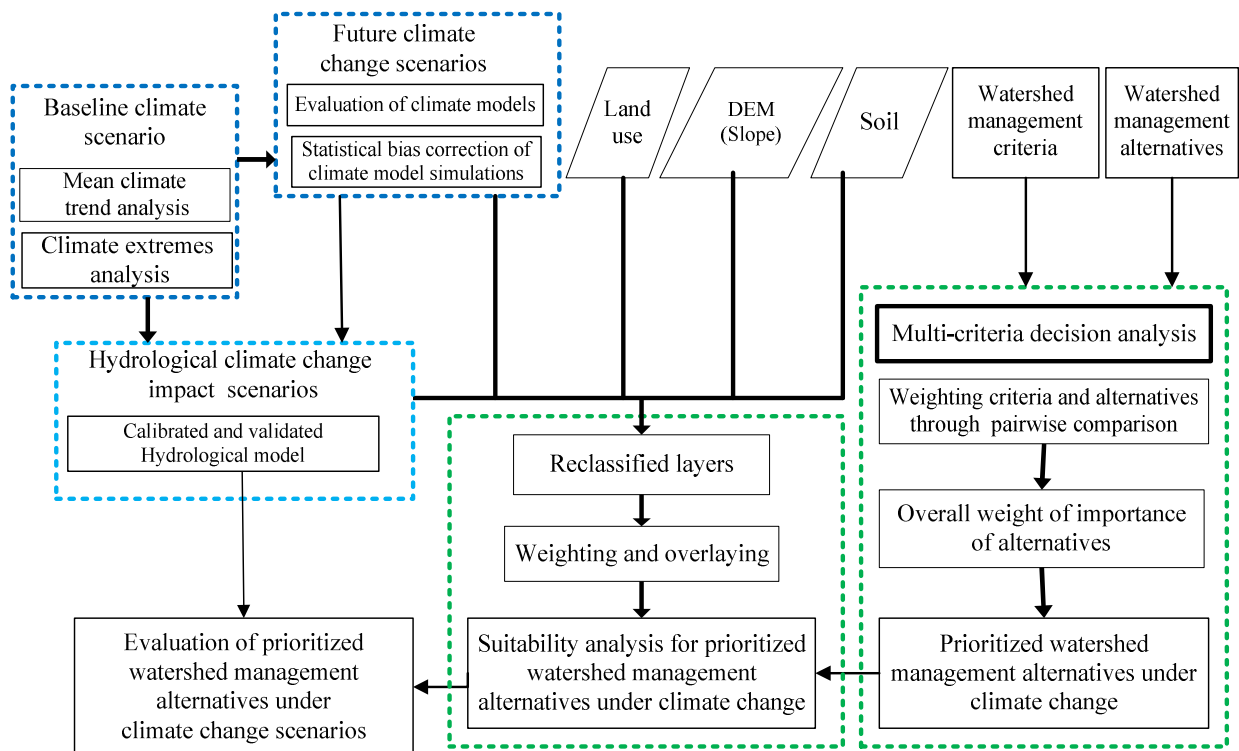 Baseline climate
scenario
Mean climate
trend analysis
Climate extremes
analysis
Future climate
change scenarios
Evaluation of climate models
Statistical bias correction of
climate model simulations
Land
use
DEM
(Slope)
Soil
Watershed
management
criteria
Watershed
management
alternatives
Hydrological climate change
impact scenarios
Calibrated and validated
Hydrological model
Multi-criteria decision analysis
Weighting criteria and alternatives
through pairwise comparison
Reclassified layers
Overall weight of importance
of alternatives
Weighting and overlaying
Evaluation of prioritized
watershed management
alternatives under
climate change scenarios
Suitability analysis for prioritized
watershed management
alternatives under climate change
Prioritized watershed
management alternatives under
climate change